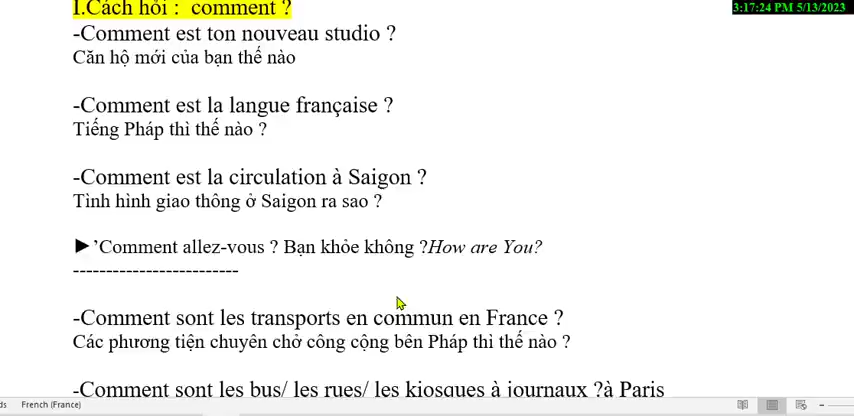 3:17:24 PM 5/13/2023
I.Cách hỏi : comment ?
-Comment est ton nouveau studio ?
Căn hộ mới của bạn thế nào
-Comment est la langue française ?
Tiếng Pháp thì thế nào ?
-Comment est la circulation à Saigon ?
Tình hình giao thông ở Saigon ra sao ?
►’Comment allez-vous ? Bạn khỏe không ?How are You?
-------------------------
-Comment sont les transports en commun en France ?
Các phương tiện chuyên chở công cộng bên Pháp thì thế nào ?
-Comment sont les bus/ les rues/ les kiosques à journaux ?à Paris
French (France)